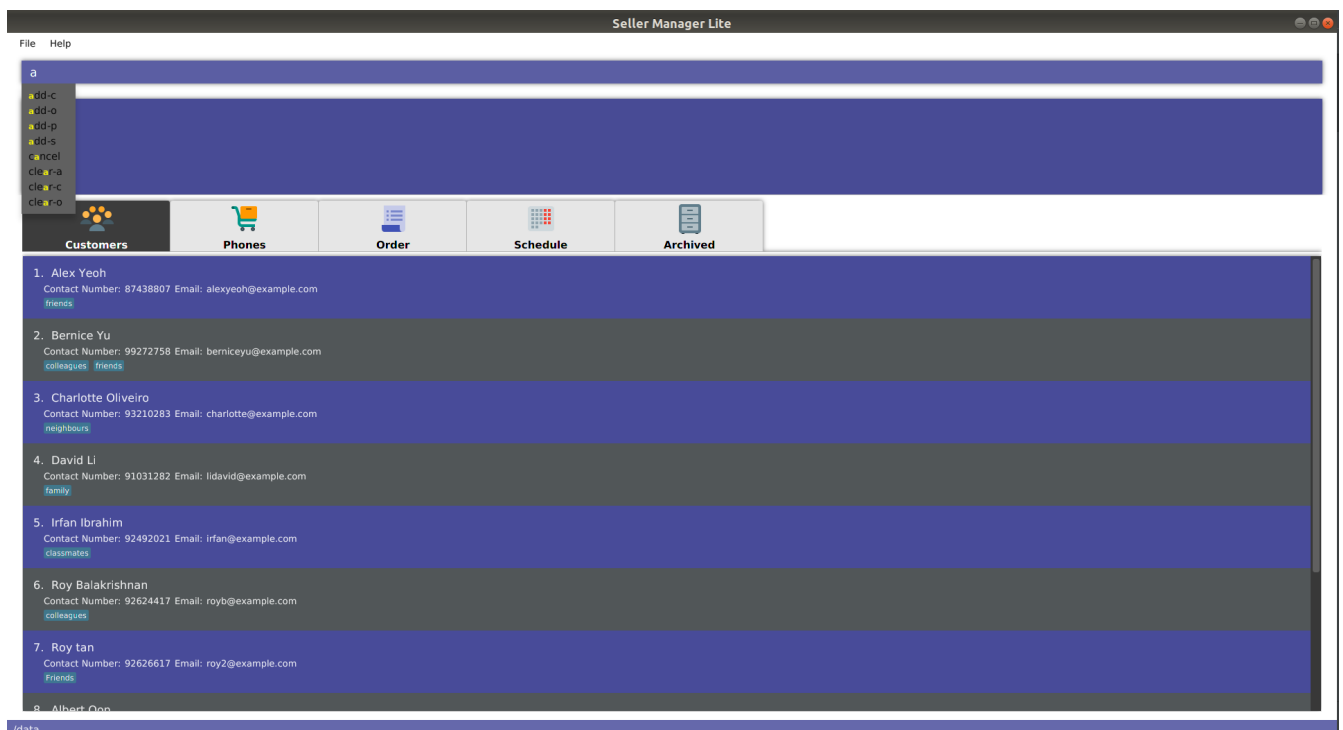 Seller Manager Lite
File Help
a
add-c
add-o
add-p
add-s
cancel
clear-a
clear-c
clear-o
Customers Phones Order Schedule Archived
1. Alex Yeoh
Contact Number: 87438807 Email: alexyeoh@example.com
friends
2. Bernice Yu
Contact Number: 99272758 Email: berniceyu@example.com
colleagues friends
3. Charlotte Oliveiro
Contact Number: 93210283 Email: charlotte@example.com
neighbours
4. David Li
Contact Number: 91031282 Email: lidavid@example.com
family
5. Irfan Ibrahim
Contact Number: 92492021 Email: irfan@example.com
classmates
6. Roy Balakrishnan
Contact Number: 92624417 Email: royb@example.com
colleagues
7. Roy tan
Contact Number: 92626617 Email: roy2@example.com
Friends
8. Albert Oon
/data